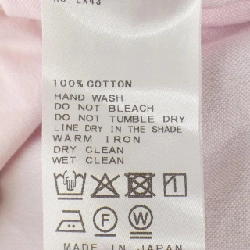 100% COTTON
HAND WASH
DO NOT BLEACH
DO NOT TUMBLE DRY
LINE DRY IN THE SHADE
WARM IRON
DRY CLEAN
WET CLEAN
F W
MADE IN JAPAN